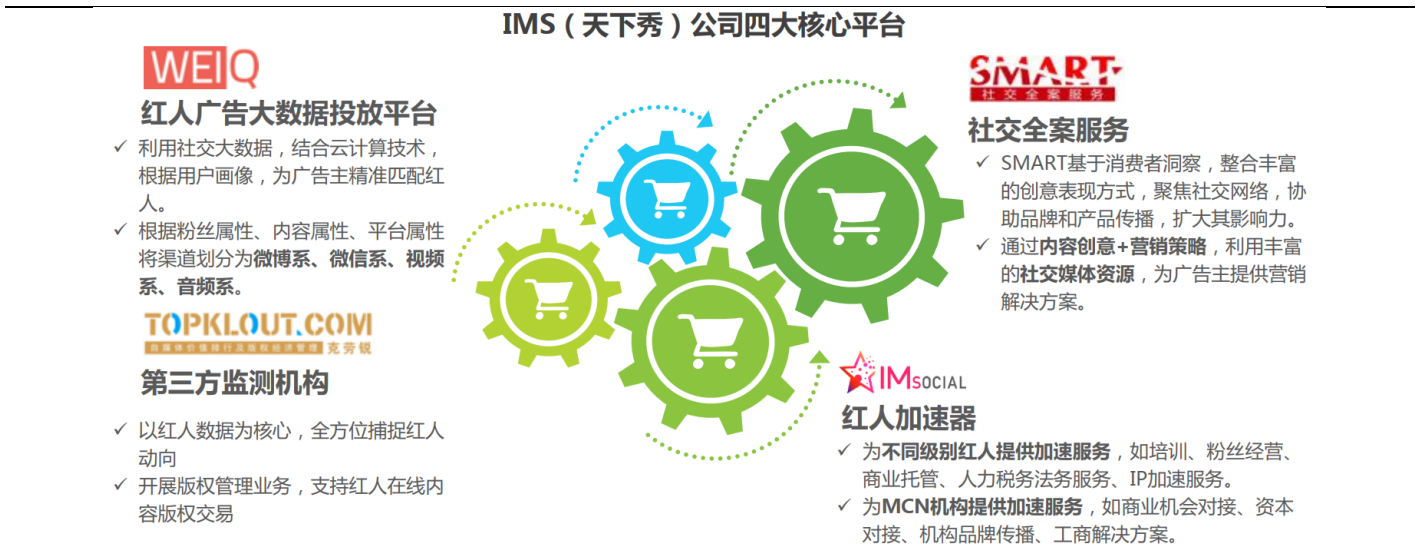 IMS（天下秀）公司四大核心平台
WEIQ
红人广告大数据投放平台
✓ 利用社交大数据，结合云计算技术，
根据用户画像，为广告主精准匹配红
人。
✓ 根据粉丝属性、内容属性、平台属性
将渠道划分为微博系、微信系、视频
系、音频系。
TOPKLOUT.COM
自媒体价值排行及版权经济管理 克劳锐
第三方监测机构
✓ 以红人数据为核心，全方位捕捉红人
动向
✓ 开展版权管理业务，支持红人在线内
容版权交易
SMART
社交全案服务
社交全案服务
✓ SMART基于消费者洞察，整合丰富
的创意表现方式，聚焦社交网络，协
助品牌和产品传播，扩大其影响力。
✓ 通过内容创意+营销策略，利用丰富
的社交媒体资源，为广告主提供营销
解决方案。
IMSOCIAL
红人加速器
✓ 为不同级别红人提供加速服务，如培训、粉丝经营、
商业托管、人力税务法务服务、IP加速服务。
✓ 为MCN机构提供加速服务，如商业机会对接、资本
对接、机构品牌传播、工商解决方案。